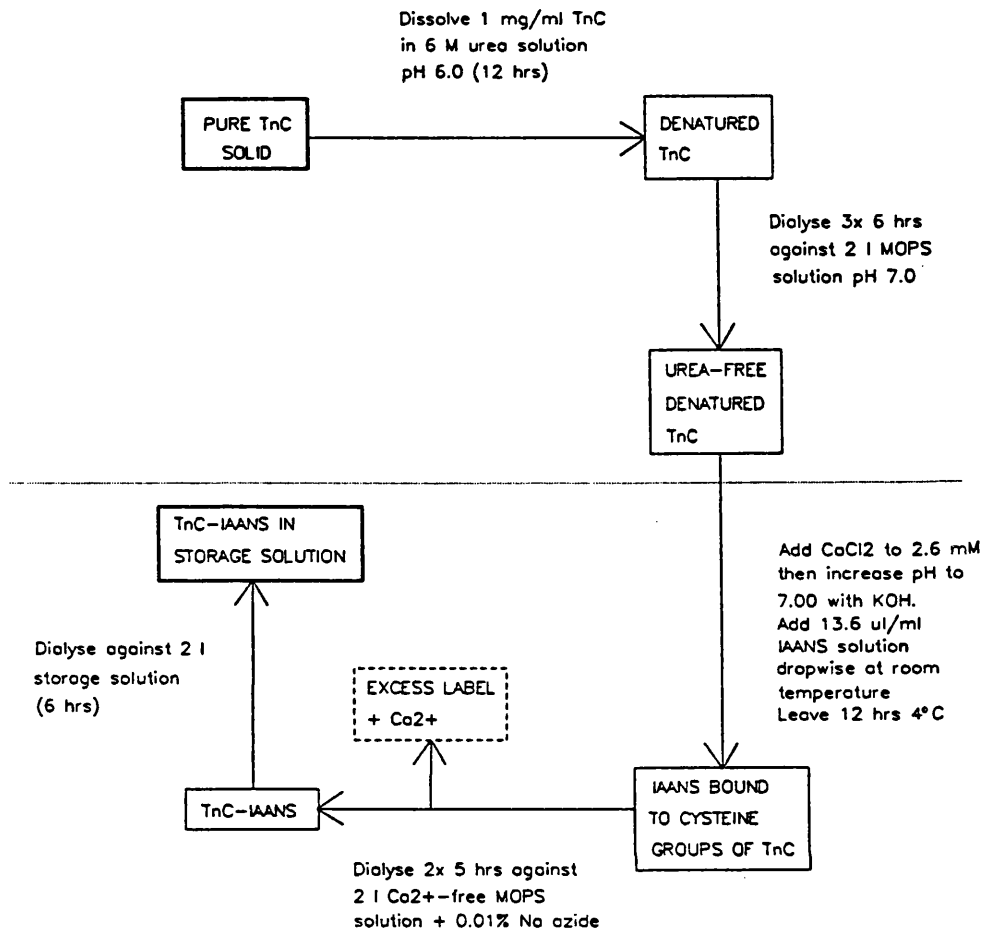 Dissolve 1 mg/ml TnC
in 6 M urea solution
pH 6.0 (12 hrs)
PURE TnC
SOLID
DENATURED
TnC
Dialyse 3x 6 hrs
against 2 l MOPS
solution pH 7.0
UREA-FREE
DENATURED
TnC
Add CaCl2 to 2.6 mM
then increase pH to
7.00 with KOH.
Add 13.6 ul/ml
IAANS solution
dropwise at room
temperature
Leave 12 hrs 4°C
IAANS BOUND
TO CYSTEINE
GROUPS OF TnC
EXCESS LABEL
+ Ca2+
Dialyse 2x 5 hrs against
2 l Ca2+-free MOPS
solution + 0.01% Na azide
TnC-IAANS
Dialyse against 2 l
storage solution
(6 hrs)
TnC-IAANS IN
STORAGE SOLUTION